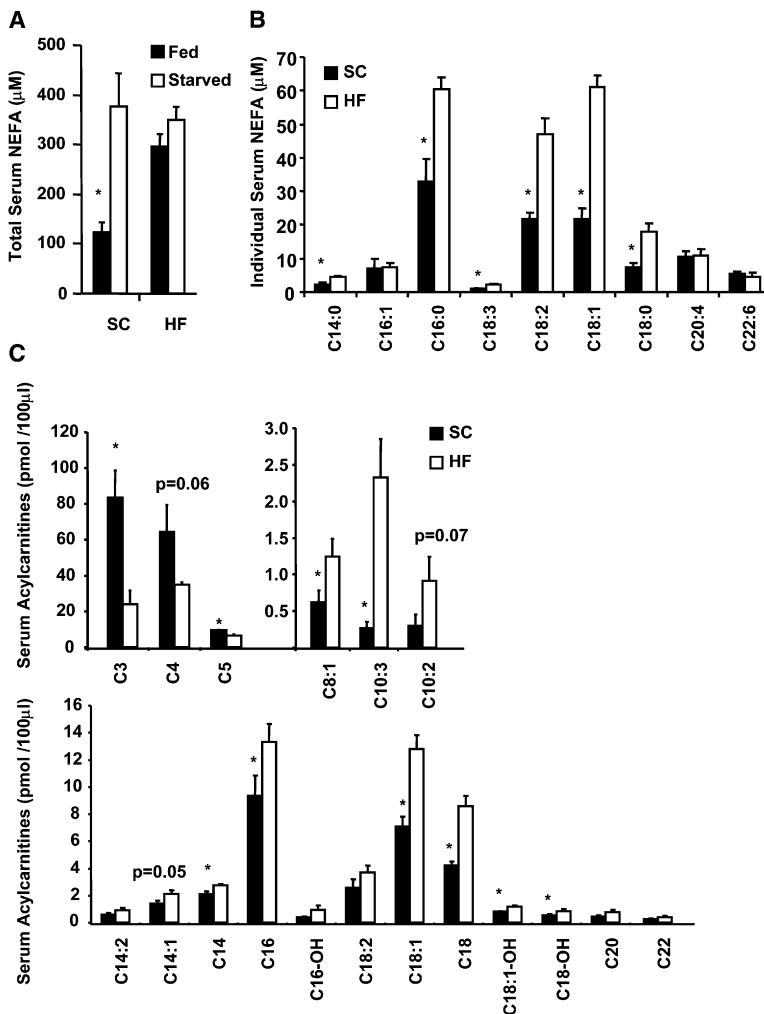 A
Total Serum NEFA (μM)
500
400
300
200
100
0
Fed
Starved
*
SC
HF
B
Individual Serum NEFA (μM)
70
60
50
40
30
20
10
0
SC
HF
*
*
*
*
*
*
C14:0
C16:1
C16:0
C18:3
C18:2
C18:1
C18:0
C20:4
C22:6
C
Serum Acylcarnitines (pmol /100μl)
120
100
80
60
40
20
0
*
p=0.06
*
C3
C4
C5
3.0
2.5
2.0
1.5
1.0
0.5
SC
HF
*
*
p=0.07
C8:1
C10:3
C10:2
Serum Acylcarnitines (pmol /100μl)
16
14
12
10
8
6
4
2
0
p=0.05
*
*
*
*
*
*
C14:2
C14:1
C14
C16
C16-OH
C18:2
C18:1
C18
C18:1-OH
C18-OH
C20
C22